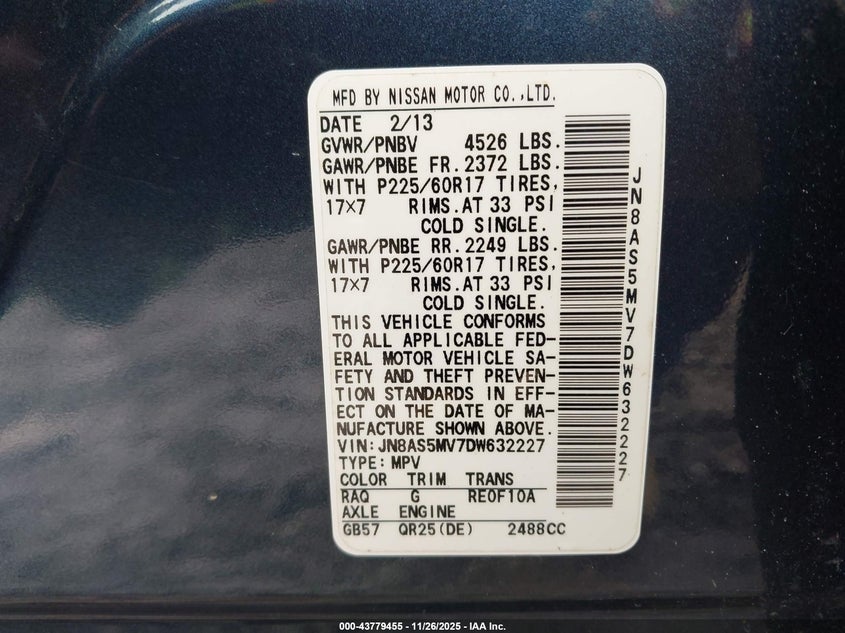 MFD BY NISSAN MOTOR CO.,LTD.
DATE 2/13
GVWR/PNBV 4526 LBS.
GAWR/PNBE FR.2372 LBS.
WITH P225/60R17 TIRES,
17×7 RIMS.AT 33 PSI
COLD SINGLE.
GAWR/PNBE RR.2249 LBS.
WITH P225/60R17 TIRES,
17×7 RIMS.AT 33 PSI
COLD SINGLE.
THIS VEHICLE CONFORMS
TO ALL APPLICABLE FED-
ERAL MOTOR VEHICLE SA-
FETY AND THEFT PREVEN-
TION STANDARDS IN EFF-
ECT ON THE DATE OF MA-
NUFACTURE SHOWN ABOVE.
VIN:JN8AS5MV7DW632227
TYPE:MPV
COLOR TRIM TRANS
RAQ G RE0F10A
AXLE ENGINE
GB57 QR25(DE) 2488CC
JN8AS5MV7DW632227
000-43779455 - 11/26/2025 - IAA Inc.